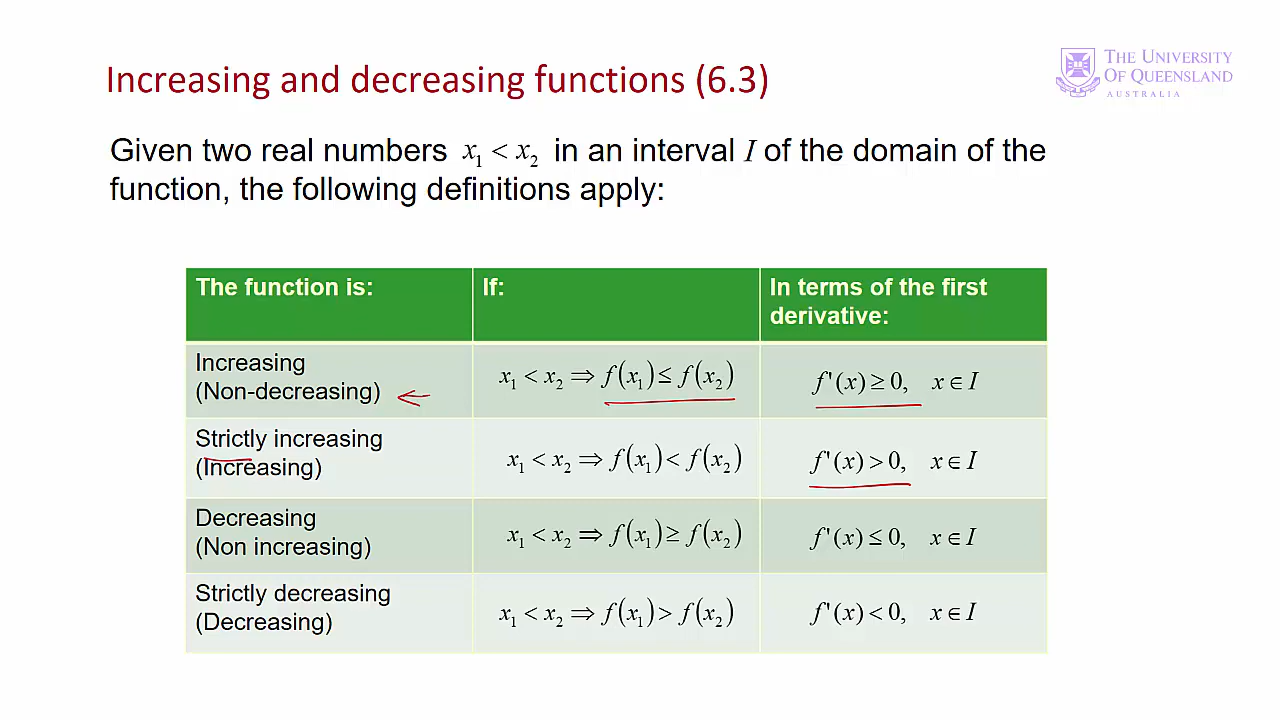 Increasing and decreasing functions (6.3)
THE UNIVERSITY
OF QUEENSLAND
AUSTRALIA
Given two real numbers x₁ < x₂ in an interval I of the domain of the
function, the following definitions apply:
The function is: If: In terms of the first
derivative:
Increasing
(Non-decreasing) x₁ < x₂ ⇒ f(x₁) ≤ f(x₂) f'(x) ≥ 0, x ∈ I
Strictly increasing
(Increasing) x₁ < x₂ ⇒ f(x₁) < f(x₂) f'(x) > 0, x ∈ I
Decreasing
(Non increasing) x₁ < x₂ ⇒ f(x₁) ≥ f(x₂) f'(x) ≤ 0, x ∈ I
Strictly decreasing
(Decreasing) x₁ < x₂ ⇒ f(x₁) > f(x₂) f'(x) < 0, x ∈ I